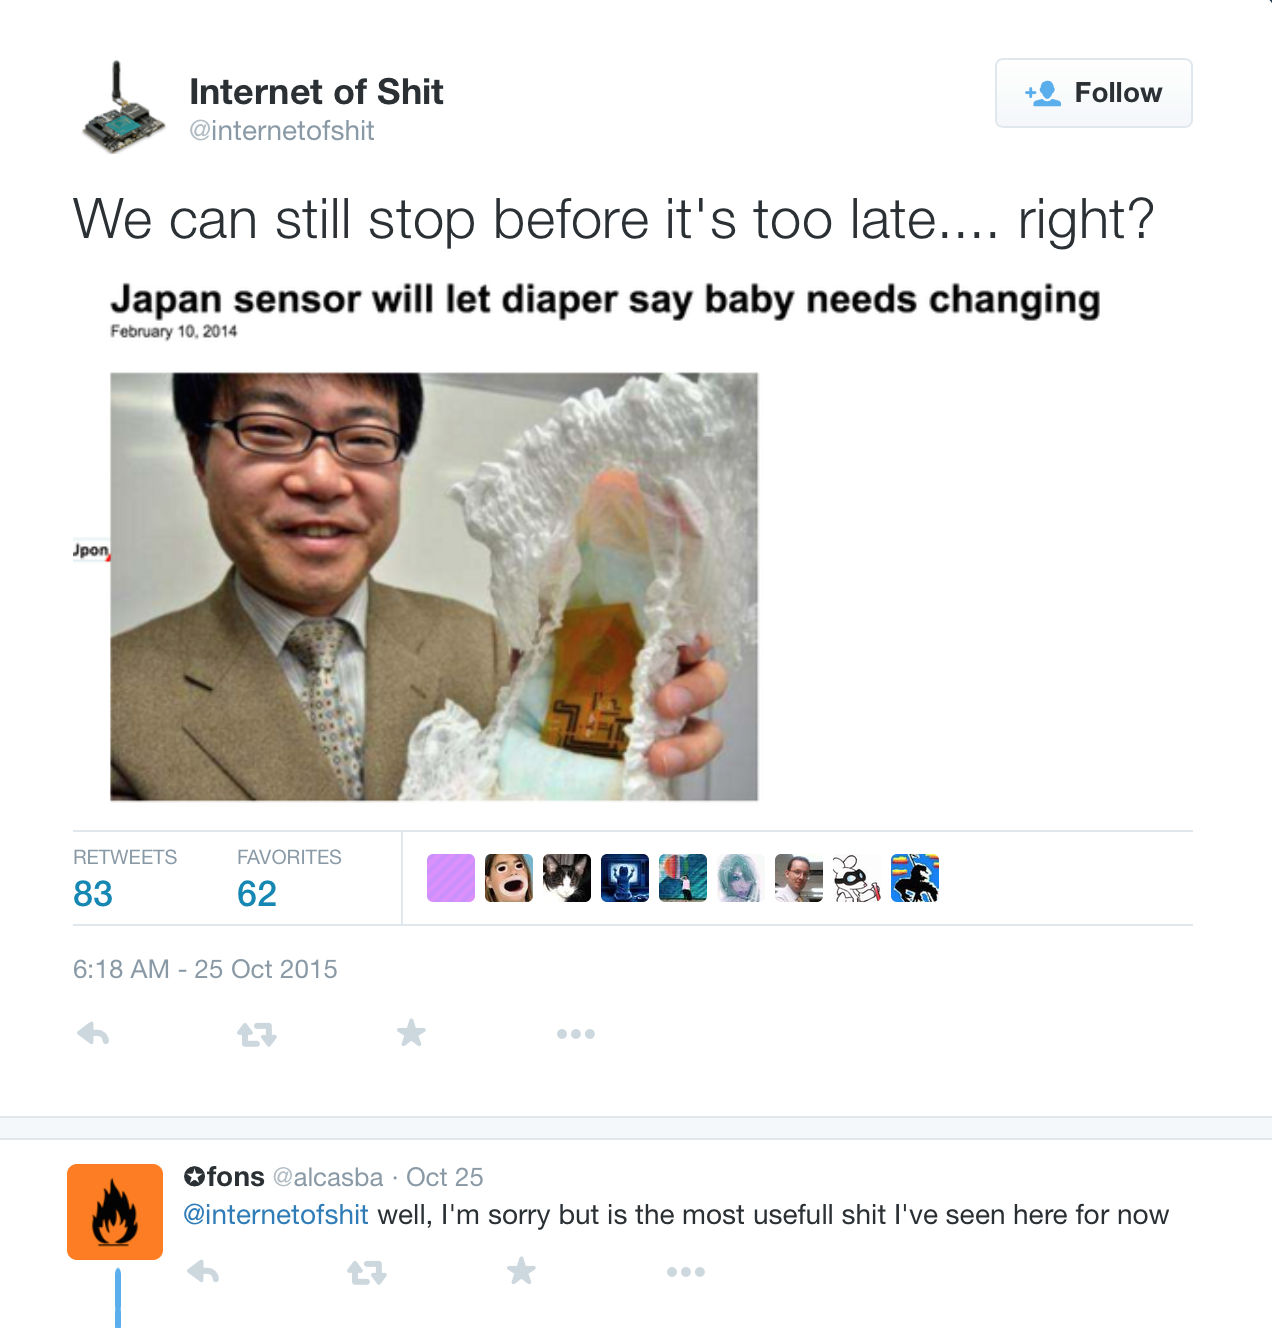 Internet of Shit
@internetofshit
Follow
We can still stop before it's too late.... right?
Japan sensor will let diaper say baby needs changing
February 10, 2014
Jpon
RETWEETS
FAVORITES
83
62
6:18 AM - 25 Oct 2015
✪fons @alcasba · Oct 25
@internetofshit well, I'm sorry but is the most usefull shit I've seen here for now